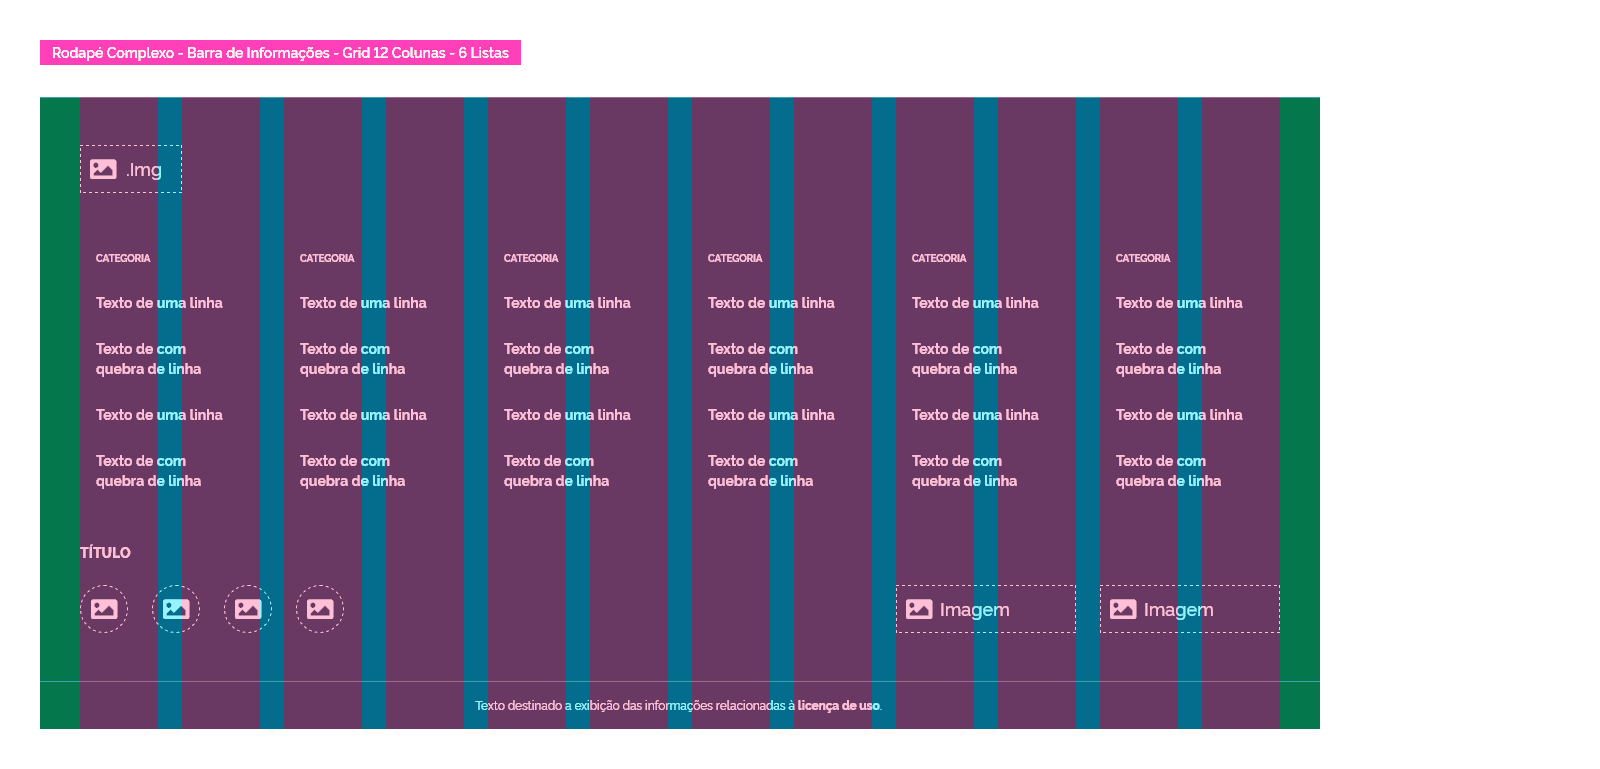 Rodapé Complexo - Barra de Informações - Grid 12 Colunas - 6 Listas
.Img
CATEGORIA CATEGORIA CATEGORIA CATEGORIA CATEGORIA CATEGORIA
Texto de uma linha Texto de uma linha Texto de uma linha Texto de uma linha Texto de uma linha Texto de uma linha
Texto de com Texto de com Texto de com Texto de com Texto de com Texto de com
quebra de linha quebra de linha quebra de linha quebra de linha quebra de linha quebra de linha
Texto de uma linha Texto de uma linha Texto de uma linha Texto de uma linha Texto de uma linha Texto de uma linha
Texto de com Texto de com Texto de com Texto de com Texto de com Texto de com
quebra de linha quebra de linha quebra de linha quebra de linha quebra de linha quebra de linha
TÍTULO
Imagem Imagem
Texto destinado a exibição das informações relacionadas à licença de uso.